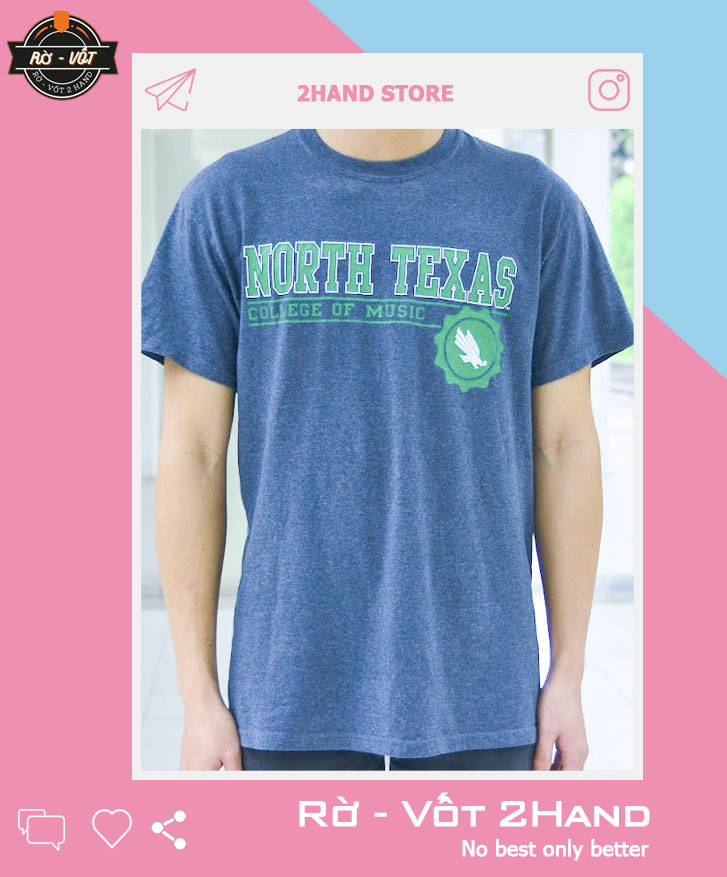 RỜ - VỐT
RỜ - VỐT 2 HAND
2HAND STORE
NORTH TEXAS
COLLEGE OF MUSIC
Rờ - Vốt 2Hand
No best only better